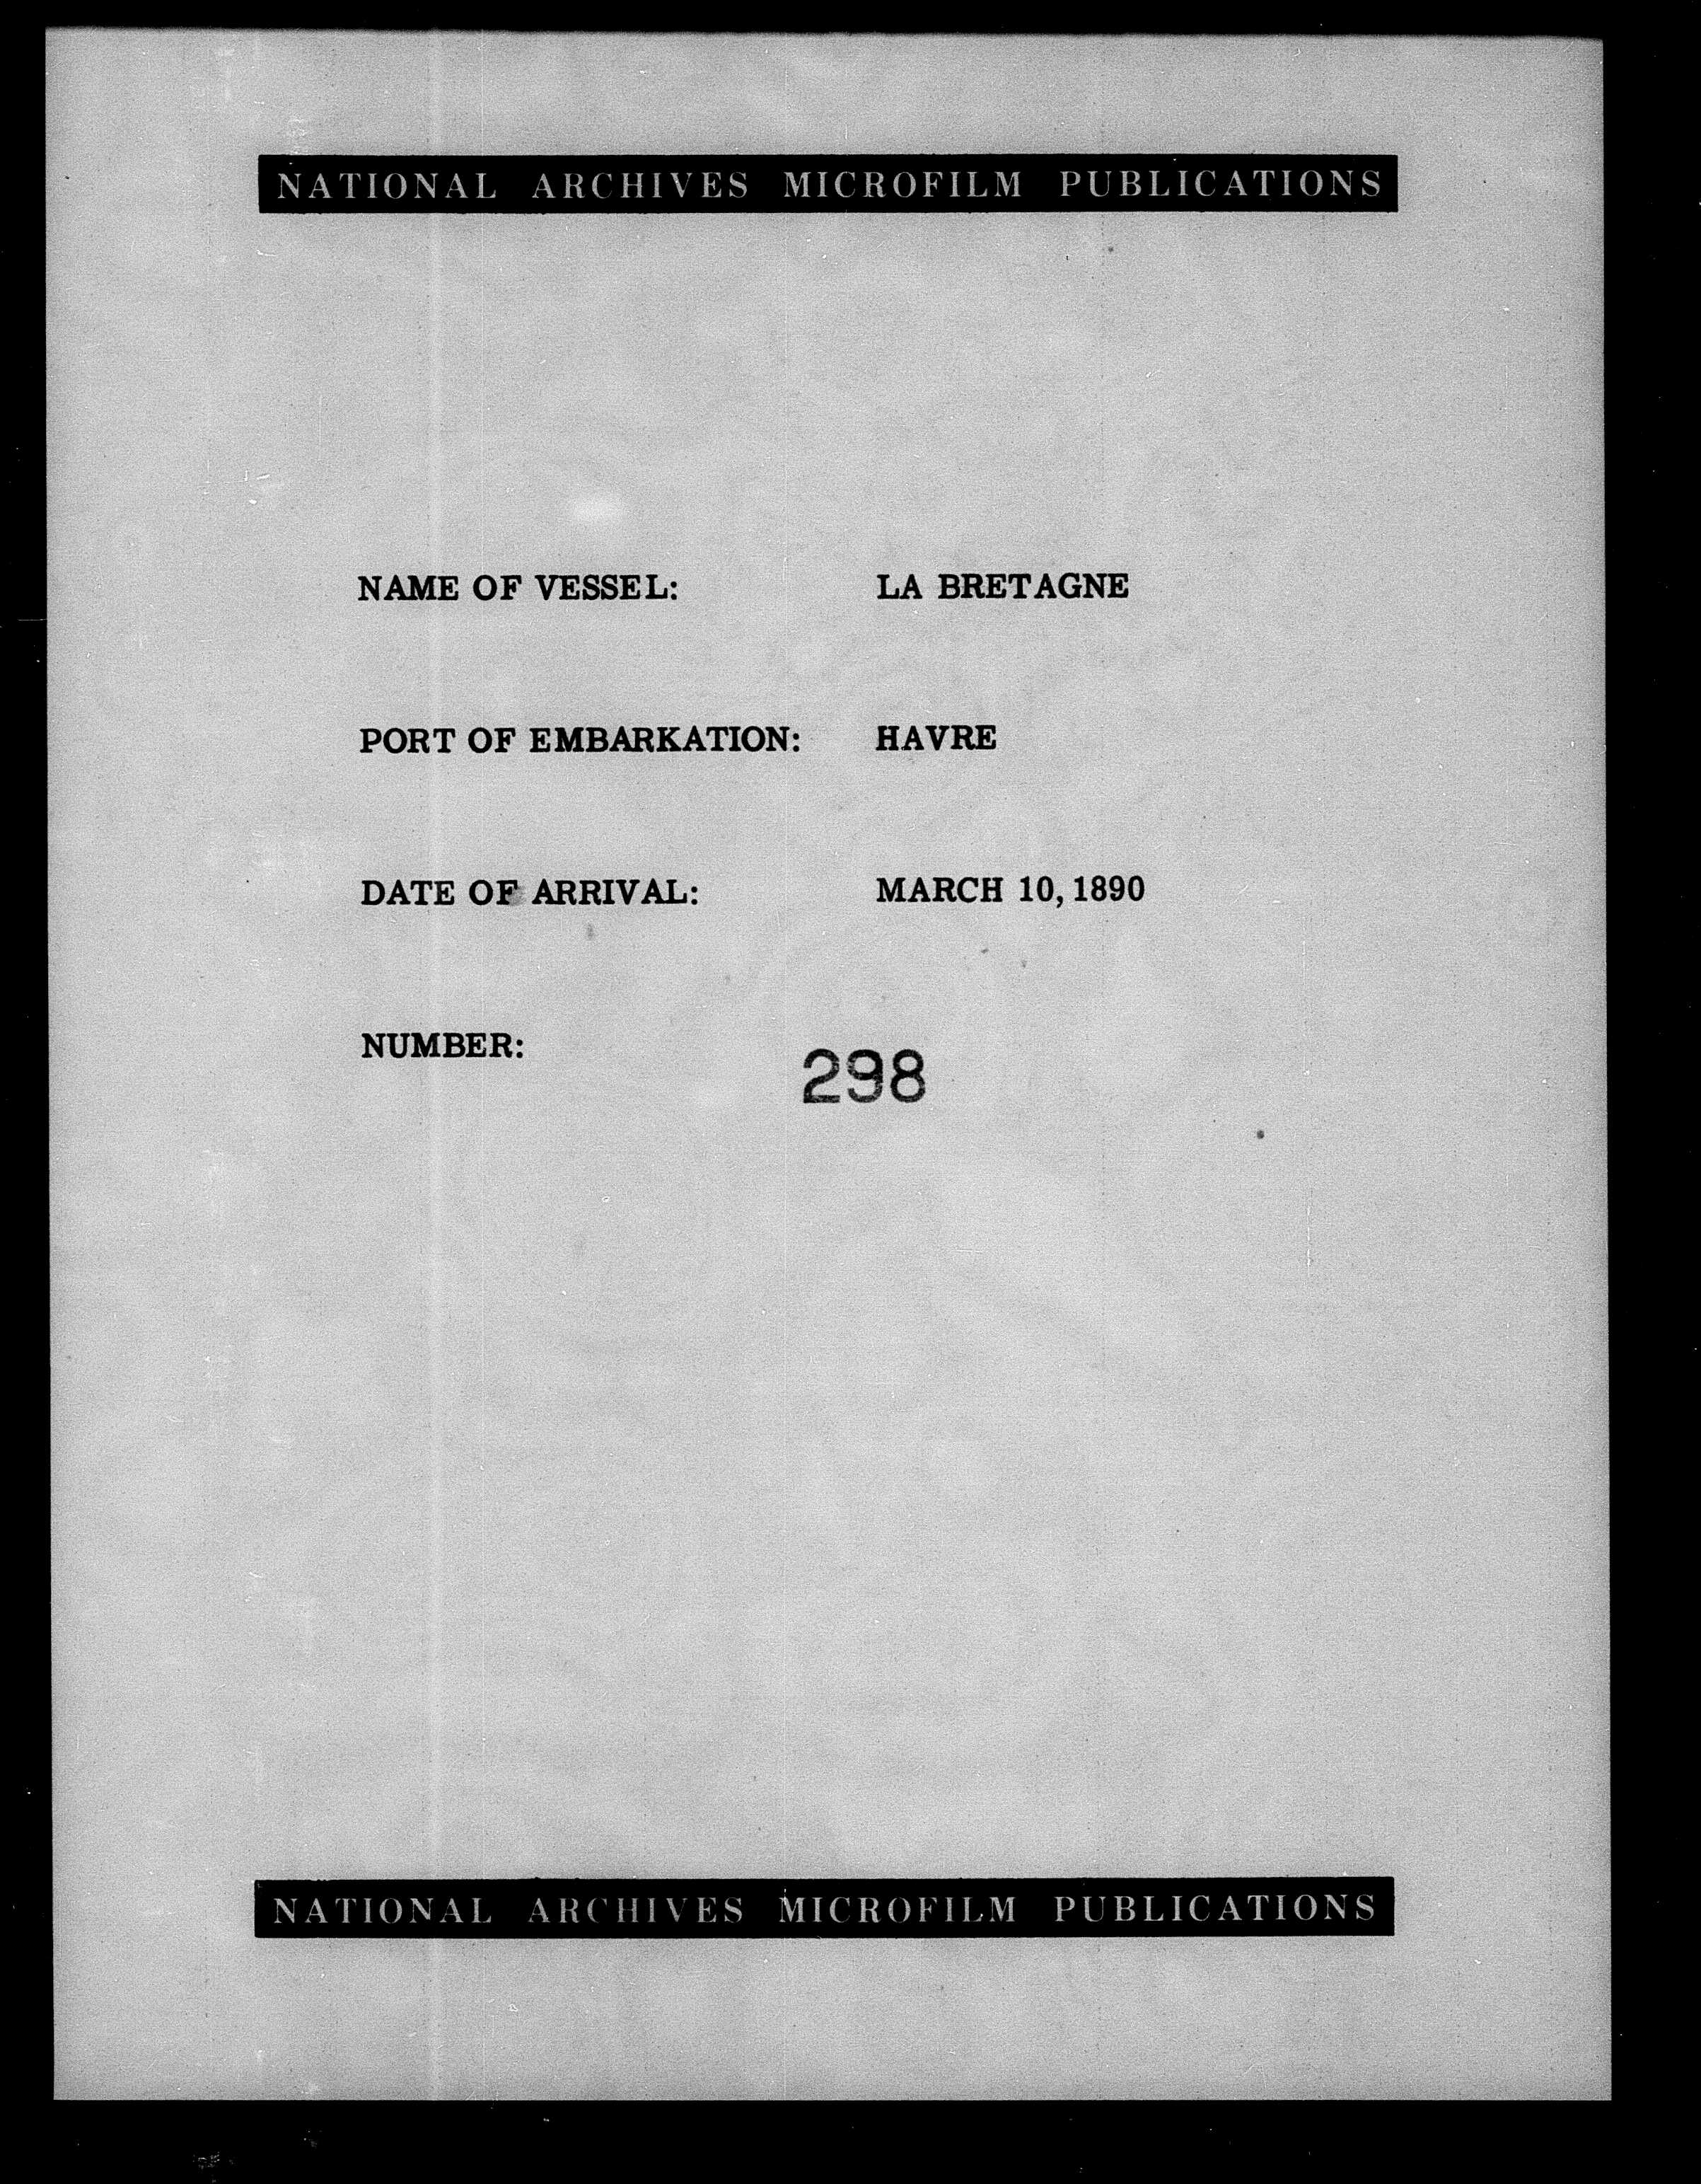 NATIONAL ARCHIVES MICROFILM PUBLICATIONS
NAME OF VESSEL: LA BRETAGNE
PORT OF EMBARKATION: HAVRE
DATE OF ARRIVAL: MARCH 10, 1890
NUMBER: 298
NATIONAL ARCHIVES MICROFILM PUBLICATIONS